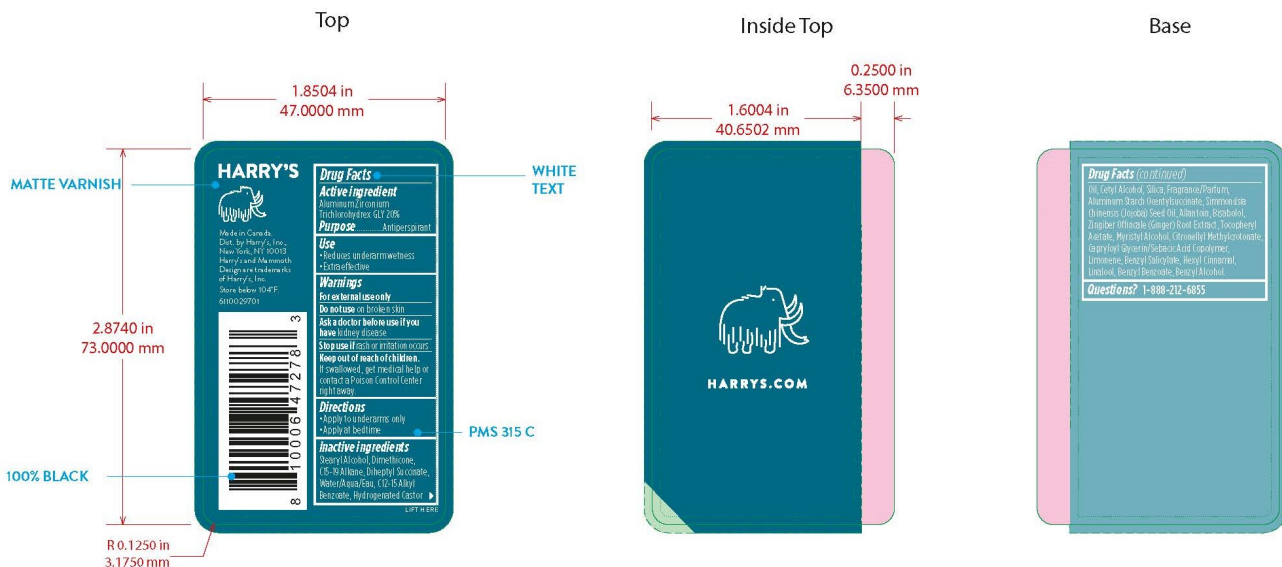 Top
Inside Top
Base
1.8504 in
47.0000 mm
0.2500 in
6.3500 mm
1.6004 in
40.6502 mm
MATTE VARNISH
WHITE
TEXT
2.8740 in
73.0000 mm
PMS 315 C
100% BLACK
R 0.1250 in
3.1750 mm
HARRY'S
Made in Canada.
Dist. by Harry's, Inc.,
New York, NY 10013
Harry's and Mammoth
Design are trademarks
of Harry's, Inc.
Store below 104°F.
6110029701
8 10006 47278 3
Drug Facts
Active ingredient
Aluminum Zirconium
Trichlorohydrex GLY 20%
Purpose............Antiperspirant
Use
• Reduces underarm wetness
• Extra effective
Warnings
For external use only
Do not use on broken skin
Ask a doctor before use if you
have kidney disease
Stop use if rash or irritation occurs
Keep out of reach of children.
If swallowed, get medical help or
contact a Poison Control Center
right away.
Directions
• Apply to underarms only
• Apply at bedtime
Inactive ingredients
Stearyl Alcohol, Dimethicone,
C15-19 Alkane, Diheptyl Succinate,
Water/Aqua/Eau, C12-15 Alkyl
Benzoate, Hydrogenated Castor
LIFT HERE
HARRYS.COM
Drug Facts (continued)
Oil, Cetyl Alcohol, Silica, Fragrance/Parfum,
Aluminum Starch Octenylsuccinate, Simmondsia
Chinensis (Jojoba) Seed Oil, Allantoin, Bisabolol,
Zingiber Officinale (Ginger) Root Extract, Tocopheryl
Acetate, Myristyl Alcohol, Citronellyl Methylcrotonate,
Capryloyl Glycerin/Sebacic Acid Copolymer,
Limonene, Benzyl Salicylate, Hexyl Cinnamal,
Linalool, Benzyl Benzoate, Benzyl Alcohol.
Questions? 1-888-212-6855